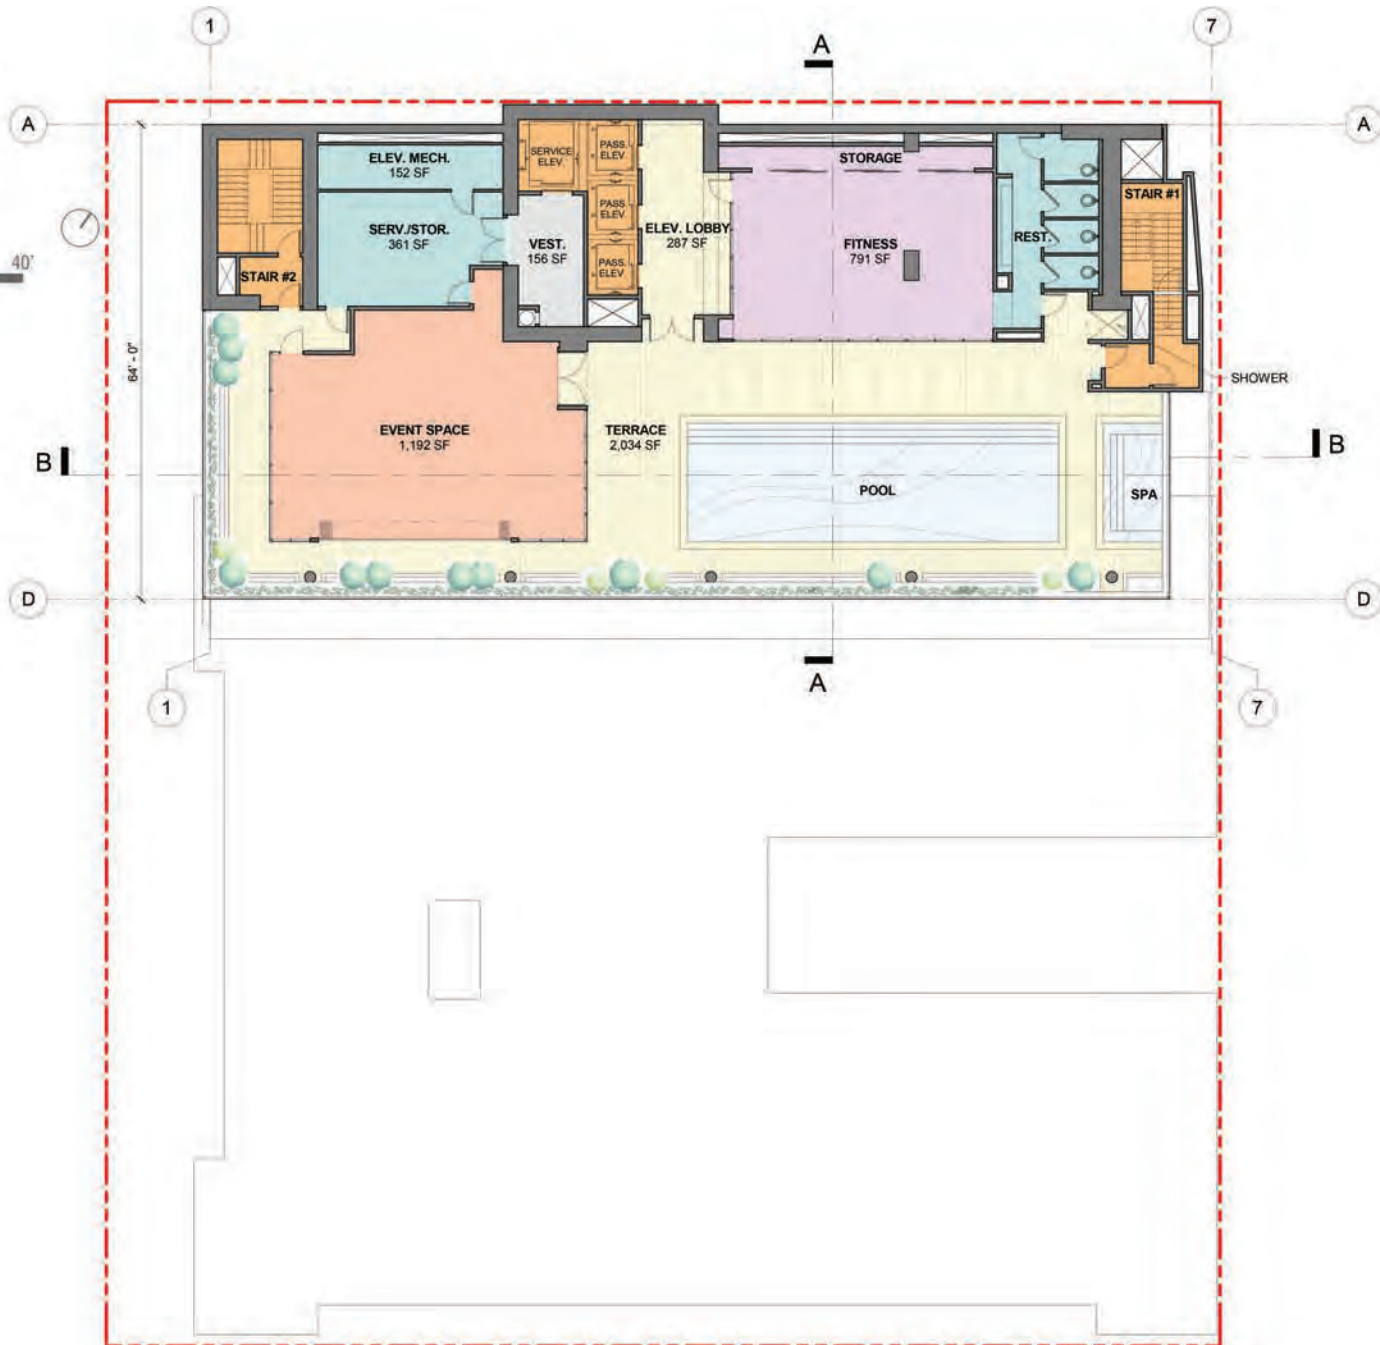 1
7
A
A
A
SERVICE
ELEV.
PASS.
ELEV.
STORAGE
ELEV. MECH.
152 SF
STAIR #1
PASS.
ELEV.
SERV./STOR.
361 SF
ELEV. LOBBY
287 SF
FITNESS
791 SF
REST.
VEST.
156 SF
PASS.
ELEV.
40'
STAIR #2
64' - 0"
SHOWER
EVENT SPACE
1,192 SF
TERRACE
2,034 SF
B
B
POOL
SPA
D
D
A
1
7